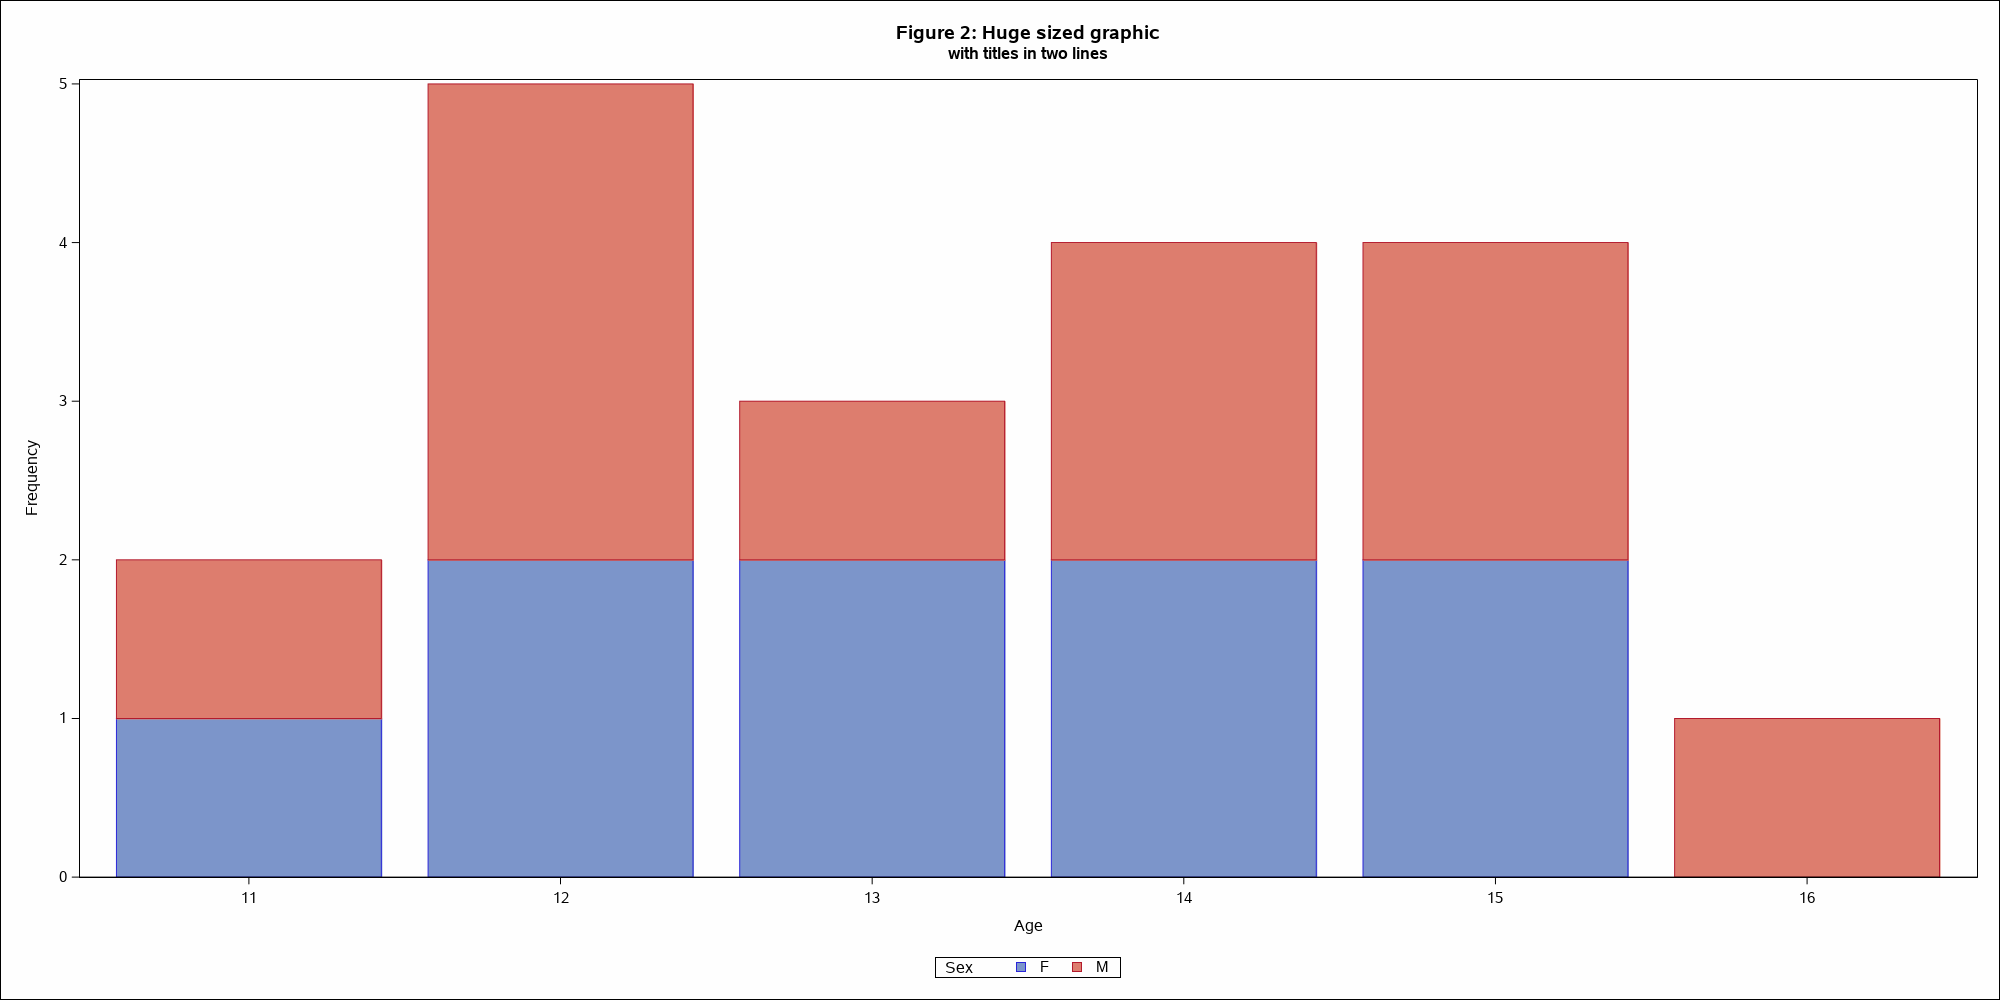 Figure 2: Huge sized graphic
with titles in two lines
5
4
3
2
1
0
Frequency
11 12 13 14 15 16
Age
Sex F M